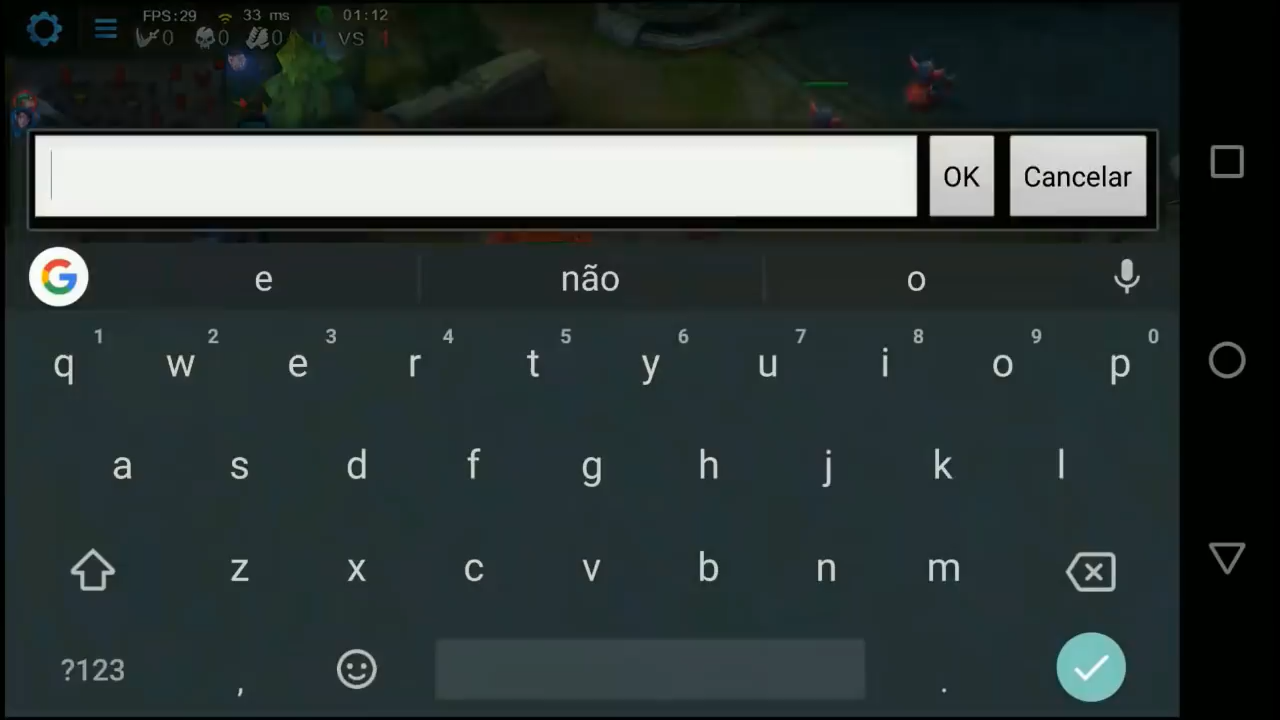 FPS:29 33 ms 01:12
0 0 0 0 VS 1
OK Cancelar
e não o
1 2 3 4 5 6 7 8 9 0
q w e r t y u i o p
a s d f g h j k l
z x c v b n m
?123 , .